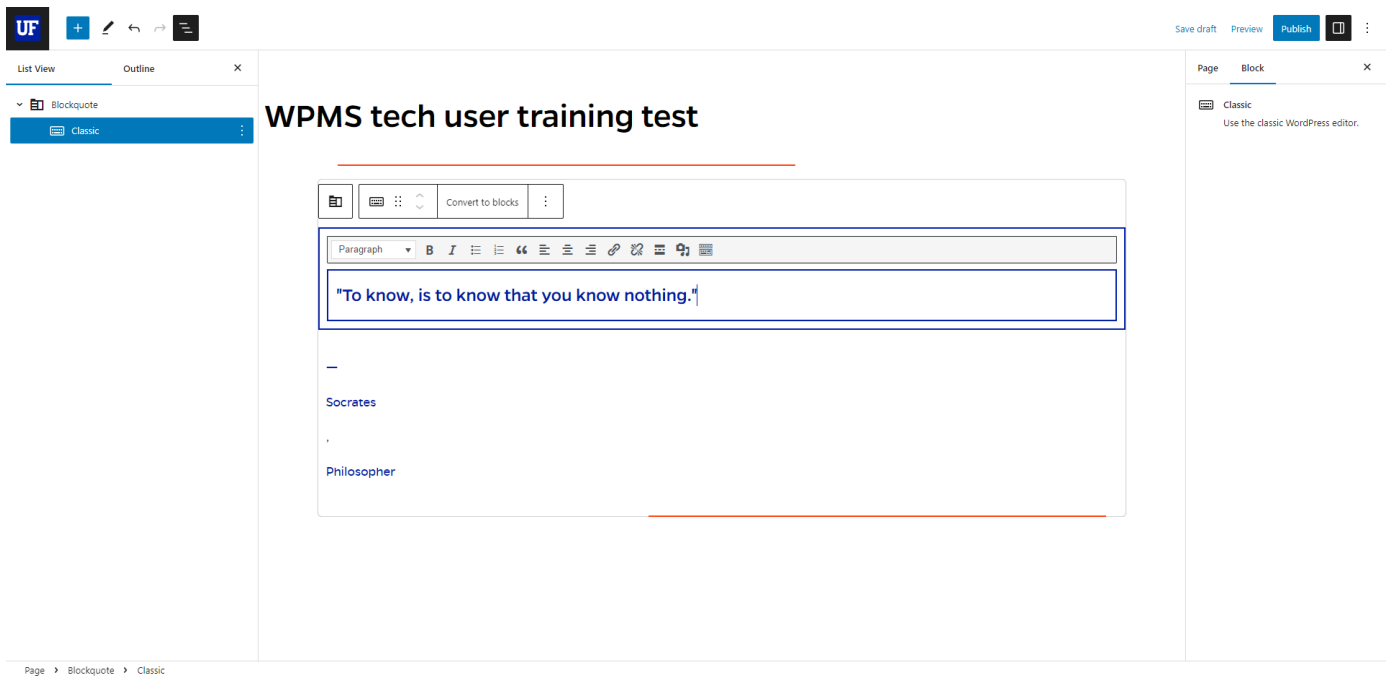 UF
Save draft Preview Publish
List View Outline
Page Block
Blockquote
Classic
Classic
Use the classic WordPress editor.
WPMS tech user training test
Convert to blocks
Paragraph B I
"To know, is to know that you know nothing."
—
Socrates
,
Philosopher
Page > Blockquote > Classic